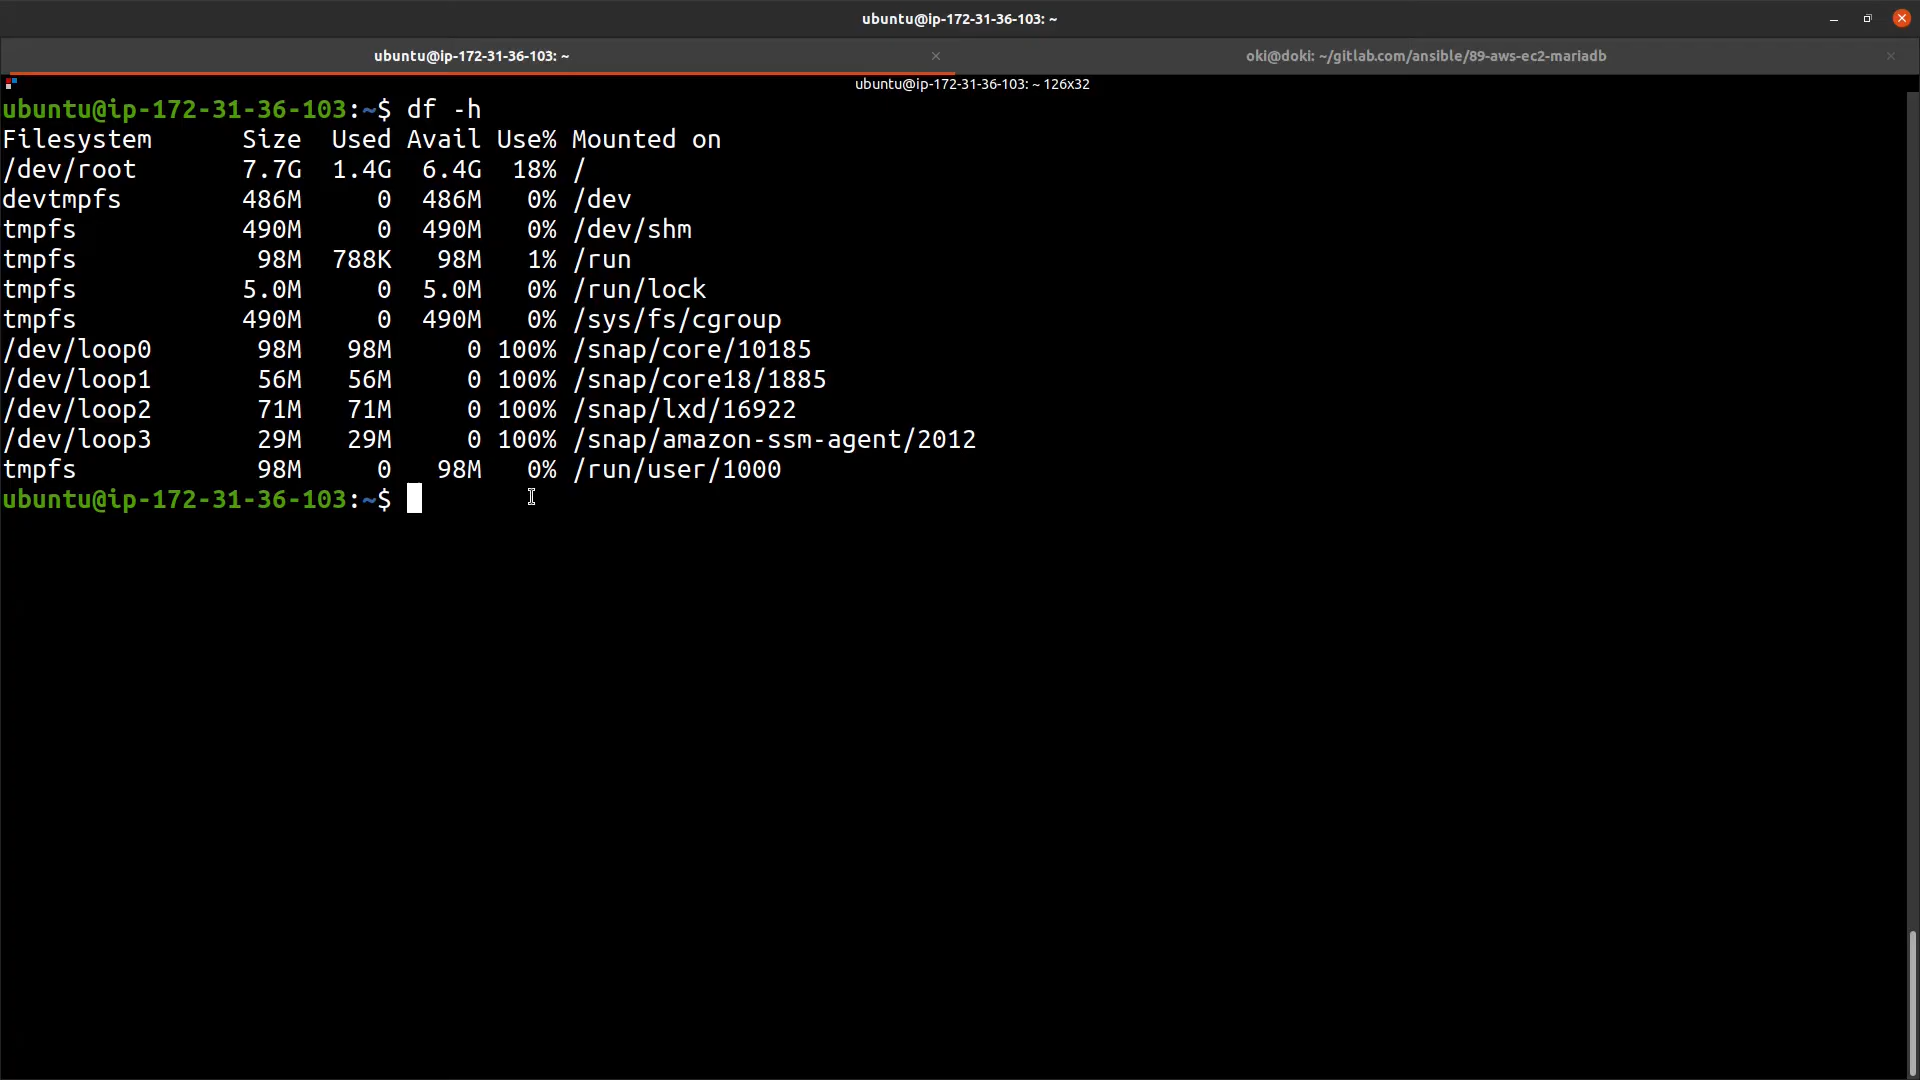 ubuntu@ip-172-31-36-103: ~
ubuntu@ip-172-31-36-103: ~ × oki@doki: ~/gitlab.com/ansible/89-aws-ec2-mariadb ×
ubuntu@ip-172-31-36-103: ~ 126x32
ubuntu@ip-172-31-36-103:~$ df -h
Filesystem      Size  Used Avail Use% Mounted on
/dev/root       7.7G  1.4G  6.4G  18% /
devtmpfs        486M     0  486M   0% /dev
tmpfs           490M     0  490M   0% /dev/shm
tmpfs            98M  788K   98M   1% /run
tmpfs           5.0M     0  5.0M   0% /run/lock
tmpfs           490M     0  490M   0% /sys/fs/cgroup
/dev/loop0       98M   98M     0 100% /snap/core/10185
/dev/loop1       56M   56M     0 100% /snap/core18/1885
/dev/loop2       71M   71M     0 100% /snap/lxd/16922
/dev/loop3       29M   29M     0 100% /snap/amazon-ssm-agent/2012
tmpfs            98M     0   98M   0% /run/user/1000
ubuntu@ip-172-31-36-103:~$